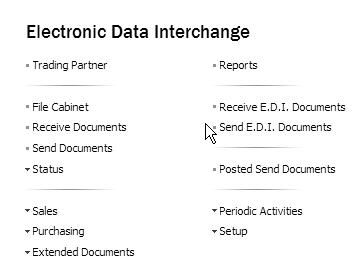 Electronic Data Interchange
Trading Partner
File Cabinet
Receive Documents
Send Documents
Status
Sales
Purchasing
Extended Documents
Reports
Receive E.D.I. Documents
Send E.D.I. Documents
Posted Send Documents
Periodic Activities
Setup